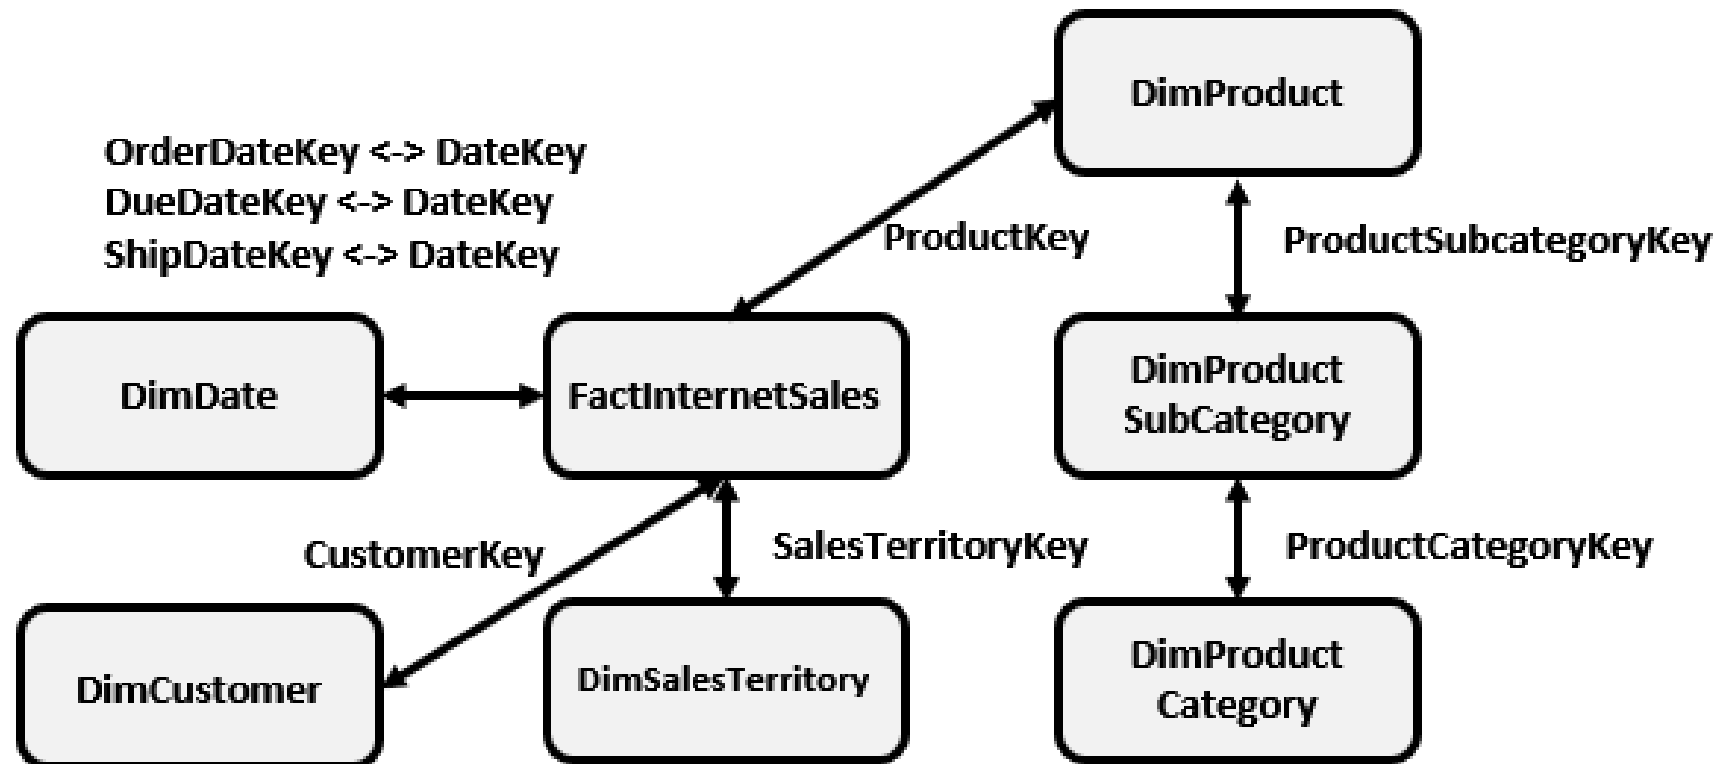 DimProduct
OrderDateKey <-> DateKey
DueDateKey <-> DateKey
ShipDateKey <-> DateKey
ProductKey
ProductSubcategoryKey
DimDate
FactInternetSales
DimProduct
SubCategory
CustomerKey
SalesTerritoryKey
ProductCategoryKey
DimCustomer
DimSalesTerritory
DimProduct
Category